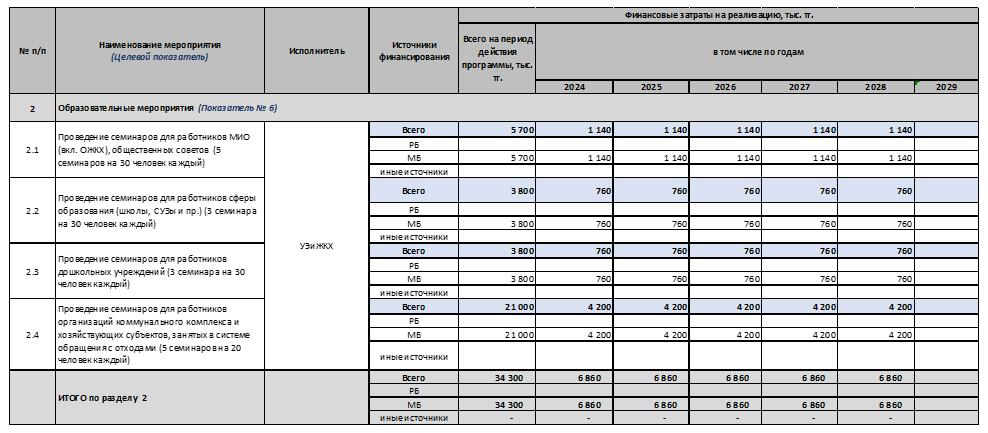 № п/п
Наименование мероприятия
(Целевой показатель)
Исполнитель
Источники
финансирования
Финансовые затраты на реализацию, тыс. тг.
Всего на период
действия
программы, тыс.
тг.
в том числе по годам
2024 2025 2026 2027 2028 2029
2 Образовательные мероприятия (Показатель № 6)
2.1
Проведение семинаров для работников МИО
(вкл. ОЖКХ), общественных советов (5
семинаров на 30 человек каждый)
УЭиЖКХ
Всего 5 700 1 140 1 140 1 140 1 140 1 140
РБ
МБ 5 700 1 140 1 140 1 140 1 140 1 140
иные источники
2.2
Проведение семинаров для работников сферы
образования (школы, СУЗы и пр.) (3 семинара
на 30 человек каждый)
Всего 3 800 760 760 760 760 760
РБ
МБ 3 800 760 760 760 760 760
иные источники
2.3
Проведение семинаров для работников
дошкольных учреждений (3 семинара на 30
человек каждый)
Всего 3 800 760 760 760 760 760
РБ
МБ 3 800 760 760 760 760 760
иные источники
2.4
Проведение семинаров для работников
организаций коммунального комплекса и
хозяйствующих субъектов, занятых в системе
обращения с отходами (5 семинаров на 20
человек каждый)
Всего 21 000 4 200 4 200 4 200 4 200 4 200
РБ
МБ 21 000 4 200 4 200 4 200 4 200 4 200
иные источники
ИТОГО по разделу 2
Всего 34 300 6 860 6 860 6 860 6 860 6 860
РБ
МБ 34 300 6 860 6 860 6 860 6 860 6 860
иные источники - - - - - -